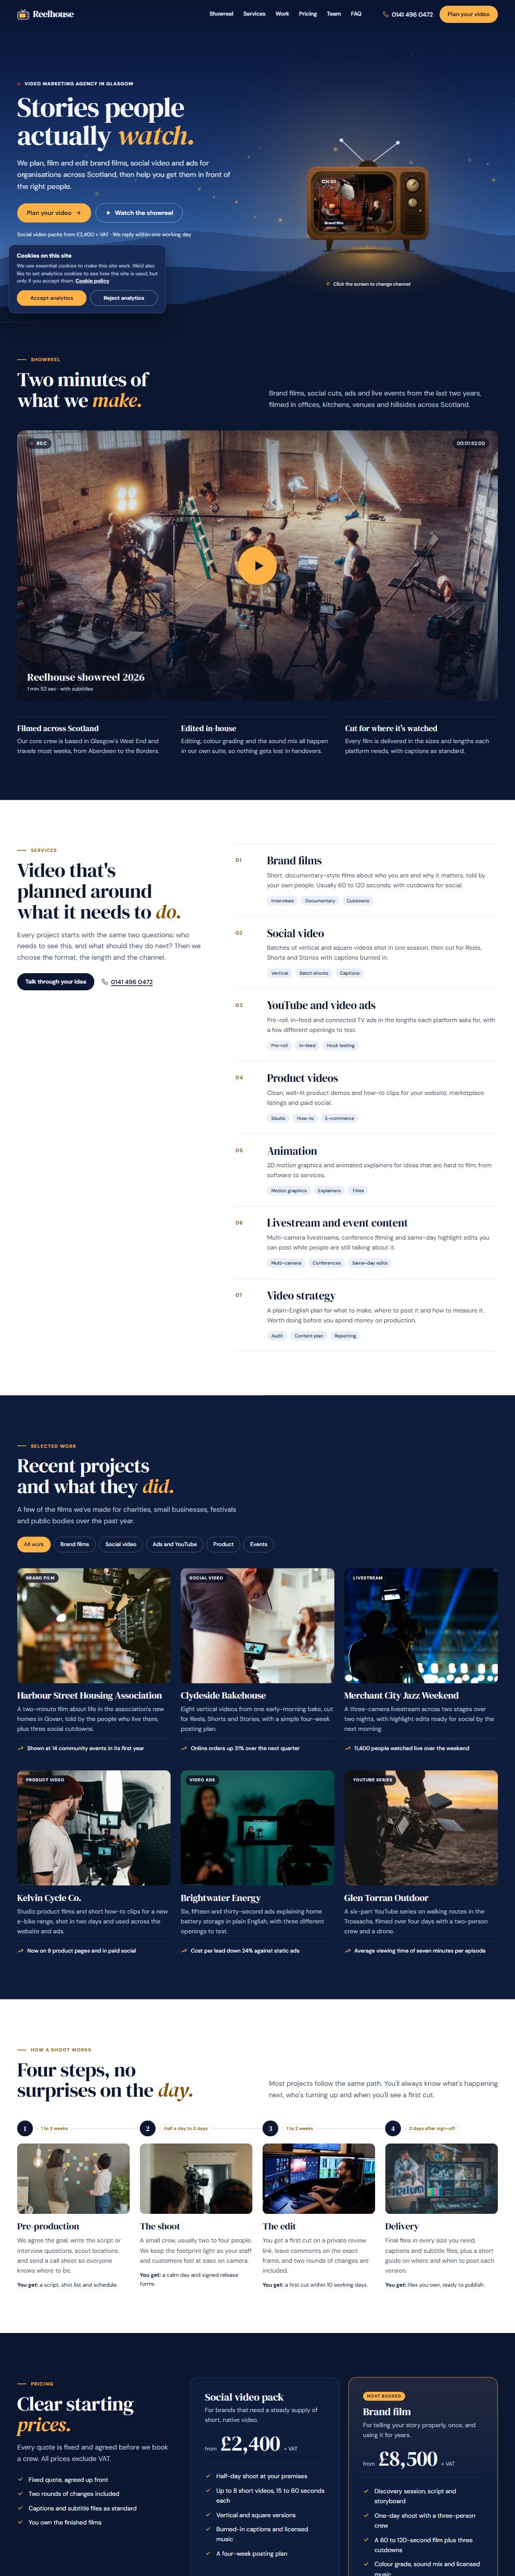 Reelhouse
Showreel Services Work Pricing Team FAQ 0141 496 0472 Plan your video
VIDEO MARKETING AGENCY IN GLASGOW
Stories people
actually watch.
We plan, film and edit brand films, social video and ads for
organisations across Scotland, then help you get them in front of
the right people.
Plan your video Watch the showreel
Social video packs from £2,400 + VAT · We reply within one working day
CH 01
Brand film
Click the screen to change channel
Cookies on this site
We use essential cookies to make this site work. We'd also
like to set analytics cookies to see how the site is used, but
only if you accept them. Cookie policy
Accept analytics Reject analytics
SHOWREEL
Two minutes of
what we make.
Brand films, social cuts, ads and live events from the last two years,
filmed in offices, kitchens, venues and hillsides across Scotland.
REC
00:01:52:00
Reelhouse showreel 2026
1 min 52 sec · with subtitles
Filmed across Scotland
Our core crew is based in Glasgow's West End and
travels most weeks, from Aberdeen to the Borders.
Edited in-house
Editing, colour grading and the sound mix all happen
in our own suite, so nothing gets lost in handovers.
Cut for where it's watched
Every film is delivered in the sizes and lengths each
platform needs, with captions as standard.
SERVICES
Video that's
planned around
what it needs to do.
Every project starts with the same two questions: who
needs to see this, and what should they do next? Then we
choose the format, the length and the channel.
Talk through your idea 0141 496 0472
01
Brand films
Short, documentary-style films about who you are and why it matters, told by
your own people. Usually 60 to 120 seconds, with cutdowns for social.
Interviews Documentary Cutdowns
02
Social video
Batches of vertical and square videos shot in one session, then cut for Reels,
Shorts and Stories with captions burned in.
Vertical Batch shoots Captions
03
YouTube and video ads
Pre-roll, in-feed and connected TV ads in the lengths each platform asks for, with
a few different openings to test.
Pre-roll In-feed Hook testing
04
Product videos
Clean, well-lit product demos and how-to clips for your website, marketplace
listings and paid social.
Studio How-to E-commerce
05
Animation
2D motion graphics and animated explainers for ideas that are hard to film, from
software to services.
Motion graphics Explainers Titles
06
Livestream and event content
Multi-camera livestreams, conference filming and same-day highlight edits you
can post while people are still talking about it.
Multi-camera Conferences Same-day edits
07
Video strategy
A plain-English plan for what to make, where to post it and how to measure it.
Worth doing before you spend money on production.
Audit Content plan Reporting
SELECTED WORK
Recent projects
and what they did.
A few of the films we've made for charities, small businesses, festivals
and public bodies over the past year.
All work Brand films Social video Ads and YouTube Product Events
BRAND FILM
Harbour Street Housing Association
A two-minute film about life in the association's new
homes in Govan, told by the people who live there,
plus three social cutdowns.
Shown at 14 community events in its first year
SOCIAL VIDEO
Clydeside Bakehouse
Eight vertical videos from one early-morning bake, cut
for Reels, Shorts and Stories, with a simple four-week
posting plan.
Online orders up 31% over the next quarter
LIVESTREAM
Merchant City Jazz Weekend
A three-camera livestream across two stages over
two nights, with highlight edits ready for social by the
next morning.
11,400 people watched live over the weekend
PRODUCT VIDEO
Kelvin Cycle Co.
Studio product films and short how-to clips for a new
e-bike range, shot in two days and used across the
website and ads.
Now on 9 product pages and in paid social
VIDEO ADS
Brightwater Energy
Six, fifteen and thirty-second ads explaining home
battery storage in plain English, with three different
openings to test.
Cost per lead down 24% against static ads
YOUTUBE SERIES
Glen Torran Outdoor
A six-part YouTube series on walking routes in the
Trossachs, filmed over four days with a two-person
crew and a drone.
Average viewing time of seven minutes per episode
HOW A SHOOT WORKS
Four steps, no
surprises on the day.
Most projects follow the same path. You'll always know what's happening
next, who's turning up and when you'll see a first cut.
1 1 to 3 weeks
Pre-production
We agree the goal, write the script or
interview questions, scout locations
and send a call sheet so everyone
knows where to be.
You get: a script, shot list and schedule.
2 Half a day to 3 days
The shoot
A small crew, usually two to four people.
We keep the footprint light so your staff
and customers feel at ease on camera.
You get: a calm day and signed release
forms.
3 1 to 2 weeks
The edit
You get a first cut on a private review
link, leave comments on the exact
frame, and two rounds of changes are
included.
You get: a first cut within 10 working days.
4 2 days after sign-off
Delivery
Final files in every size you need,
captions and subtitle files, plus a short
guide on where and when to post each
version.
You get: files you own, ready to publish.
PRICING
Clear starting
prices.
Every quote is fixed and agreed before we book
a crew. All prices exclude VAT.
Fixed quote, agreed up front
Two rounds of changes included
Captions and subtitle files as standard
You own the finished films
Social video pack
For brands that need a steady supply of
short, native video.
from £2,400 + VAT
Half-day shoot at your premises
Up to 8 short videos, 15 to 60 seconds
each
Vertical and square versions
Burned-in captions and licensed
music
A four-week posting plan
MOST BOOKED
Brand film
For telling your story properly, once, and
using it for years.
from £8,500 + VAT
Discovery session, script and
storyboard
One-day shoot with a three-person
crew
A 60 to 120-second film plus three
cutdowns
Colour grade, sound mix and licensed
music